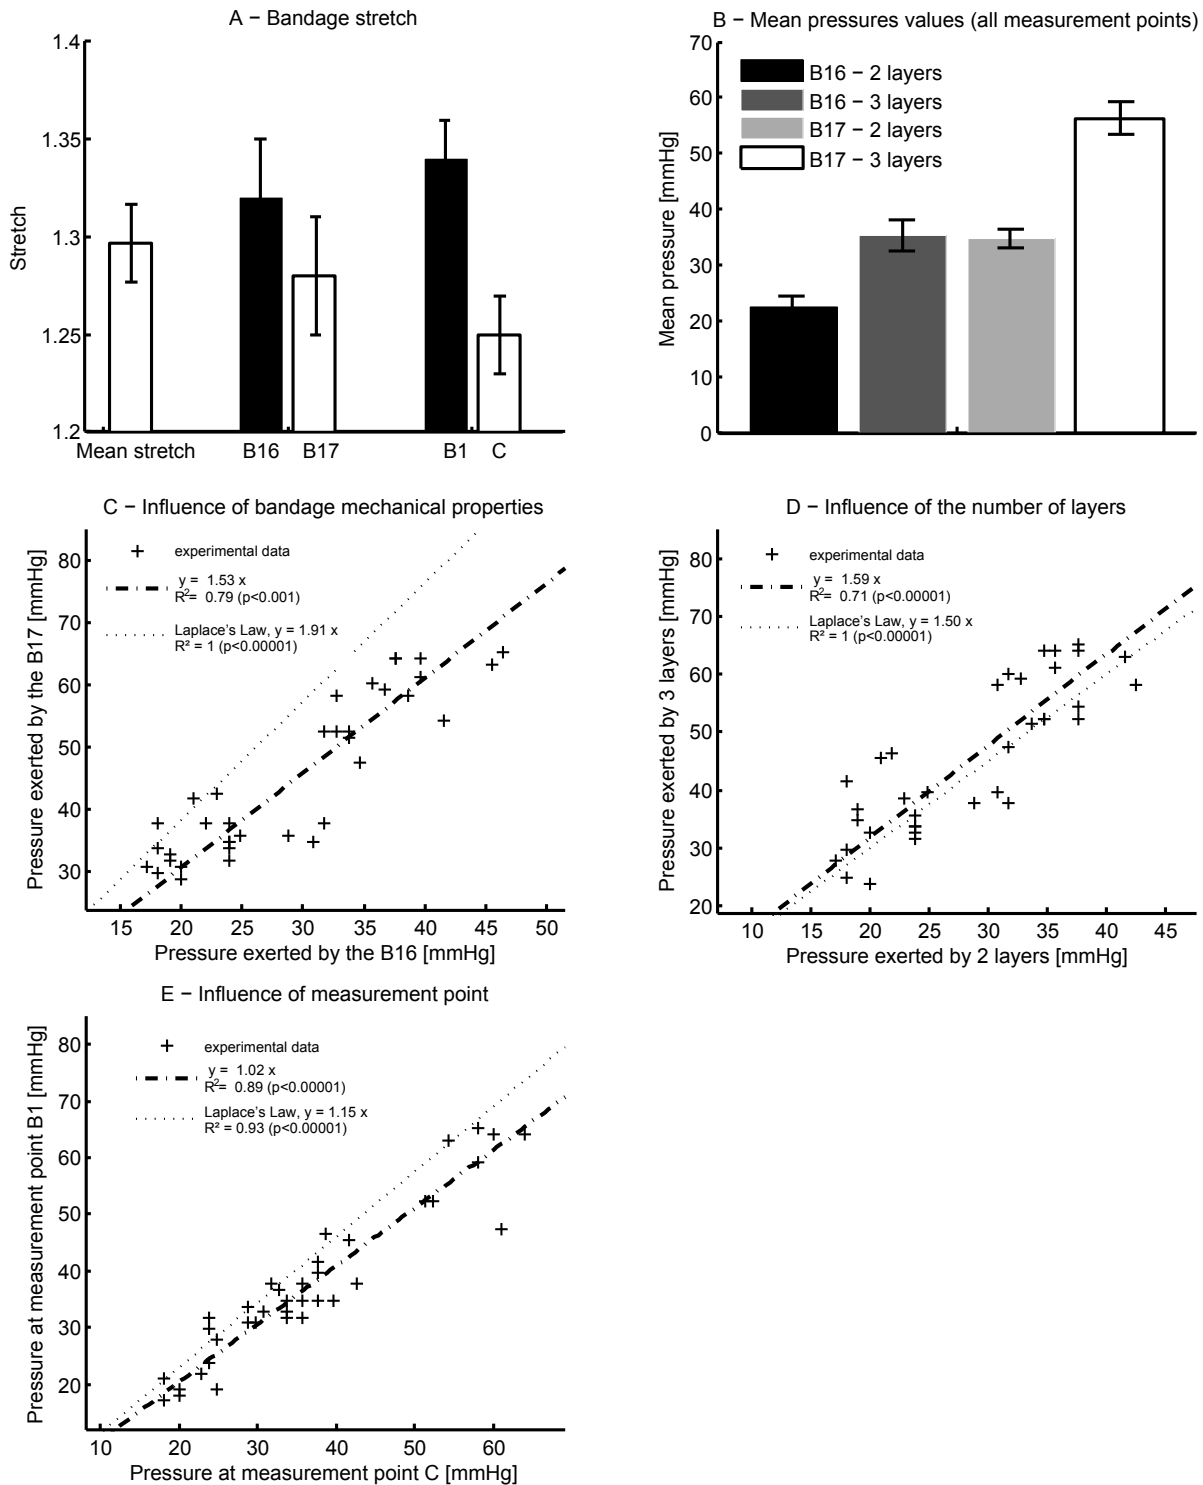 A − Bandage stretch
1.4
1.35
1.3
1.25
1.2
Stretch
Mean stretch
B16
B17
B1
C
B − Mean pressures values (all measurement points)
70
60
50
40
30
20
10
0
Mean pressure [mmHg]
B16 − 2 layers
B16 − 3 layers
B17 − 2 layers
B17 − 3 layers
C − Influence of bandage mechanical properties
80
70
60
50
40
30
Pressure exerted by the B17 [mmHg]
experimental data
y = 1.53 x
R²= 0.79 (p<0.001)
Laplace's Law, y = 1.91 x
R² = 1 (p<0.00001)
15
20
25
30
35
40
45
50
Pressure exerted by the B16 [mmHg]
D − Influence of the number of layers
80
70
60
50
40
30
20
Pressure exerted by 3 layers [mmHg]
experimental data
y = 1.59 x
R²= 0.71 (p<0.00001)
Laplace's Law, y = 1.50 x
R² = 1 (p<0.00001)
10
15
20
25
30
35
40
45
Pressure exerted by 2 layers [mmHg]
E − Influence of measurement point
80
70
60
50
40
30
20
Pressure at measurement point B1 [mmHg]
experimental data
y = 1.02 x
R²= 0.89 (p<0.00001)
Laplace's Law, y = 1.15 x
R² = 0.93 (p<0.00001)
10
20
30
40
50
60
Pressure at measurement point C [mmHg]